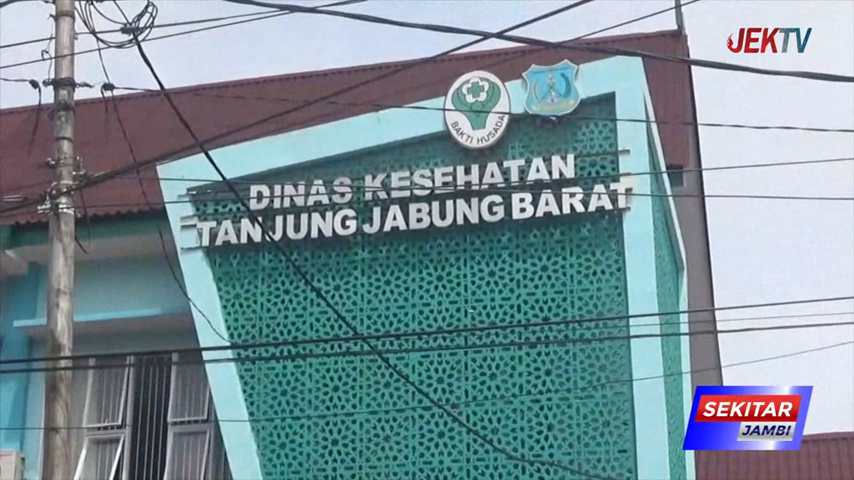 JEKTV
BAKTI HUSADA
DINAS KESEHATAN
TANJUNG JABUNG BARAT
SEKITAR
JAMBI